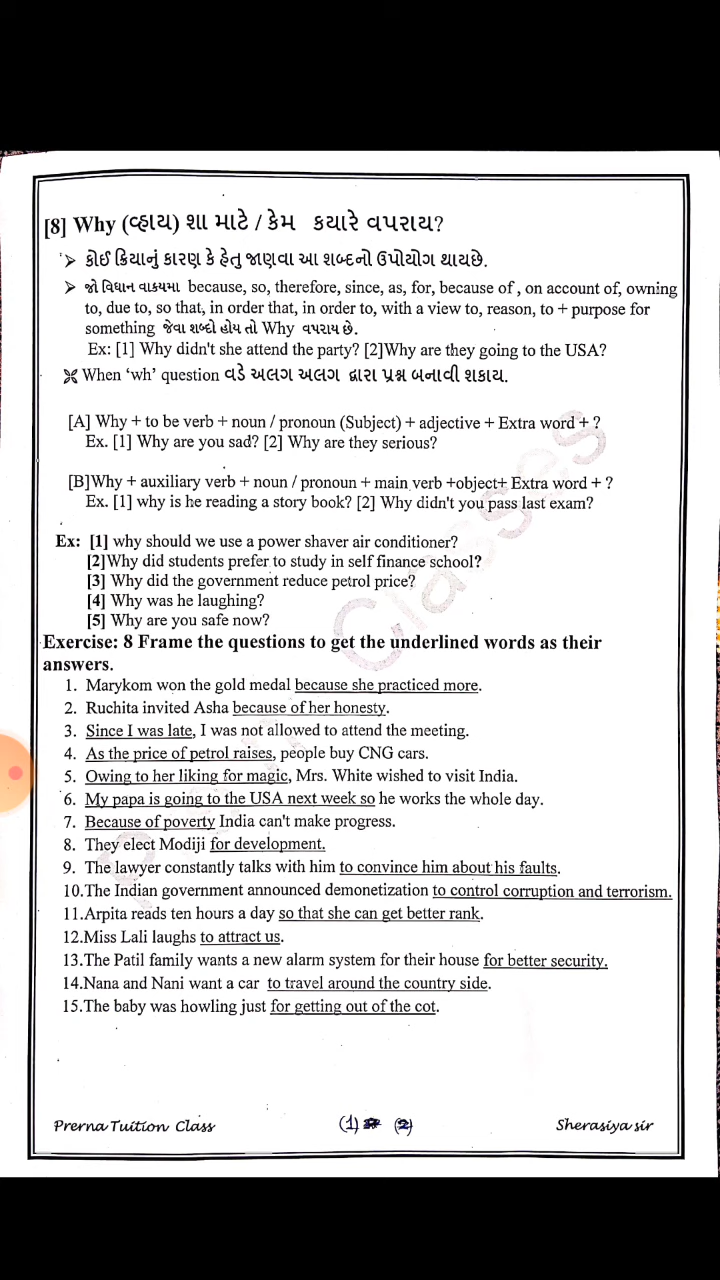 [8] Why (વ્હાય) શા માટે / કેમ કયારે વપરાય?
➢ કોઈ ક્રિયાનું કારણ કે હેતુ જાણવા આ શબ્દનો ઉપોયોગ થાયછે.
➢ જો વિધાન વાકયમાં because, so, therefore, since, as, for, because of , on account of, owning
to, due to, so that, in order that, in order to, with a view to, reason, to + purpose for
something જેવા શબ્દો હોય તો Why વપરાય છે.
Ex: [1] Why didn't she attend the party? [2]Why are they going to the USA?
When ‘wh’ question વડે અલગ અલગ દ્વારા પ્રશ્ન બનાવી શકાય.
[A] Why + to be verb + noun / pronoun (Subject) + adjective + Extra word + ?
Ex. [1] Why are you sad? [2] Why are they serious?
[B]Why + auxiliary verb + noun / pronoun + main verb +object+ Extra word + ?
Ex. [1] why is he reading a story book? [2] Why didn't you pass last exam?
Ex: [1] why should we use a power shaver air conditioner?
[2]Why did students prefer to study in self finance school?
[3] Why did the government reduce petrol price?
[4] Why was he laughing?
[5] Why are you safe now?
Exercise: 8 Frame the questions to get the underlined words as their
answers.
1. Marykom won the gold medal because she practiced more.
2. Ruchita invited Asha because of her honesty.
3. Since I was late, I was not allowed to attend the meeting.
4. As the price of petrol raises, people buy CNG cars.
5. Owing to her liking for magic, Mrs. White wished to visit India.
6. My papa is going to the USA next week so he works the whole day.
7. Because of poverty India can't make progress.
8. They elect Modiji for development.
9. The lawyer constantly talks with him to convince him about his faults.
10.The Indian government announced demonetization to control corruption and terrorism.
11.Arpita reads ten hours a day so that she can get better rank.
12.Miss Lali laughs to attract us.
13.The Patil family wants a new alarm system for their house for better security.
14.Nana and Nani want a car to travel around the country side.
15.The baby was howling just for getting out of the cot.
Prerna Tuition Class (1) (2) Sherasiya sir
Classes